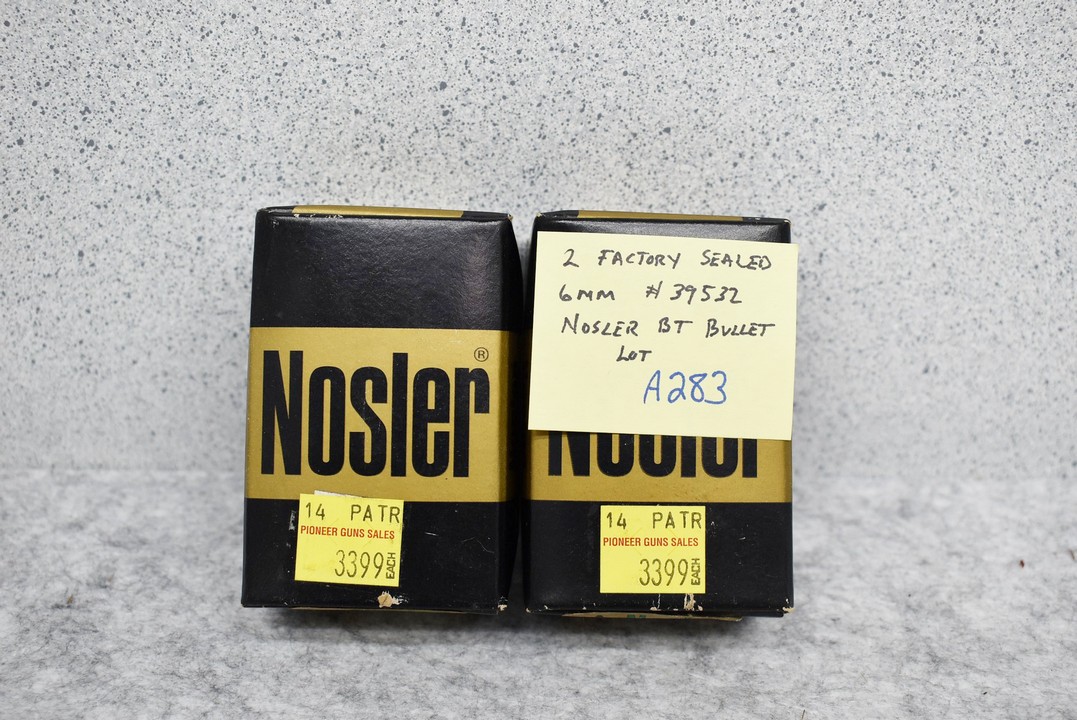 Nosler®
14 PATR
PIONEER GUNS SALES
3399 EACH
2 FACTORY SEALED
6MM #39532
NOSLER BT BULLET
LOT
A283
Nosler
14 PATR
PIONEER GUNS SALES
3399 EACH